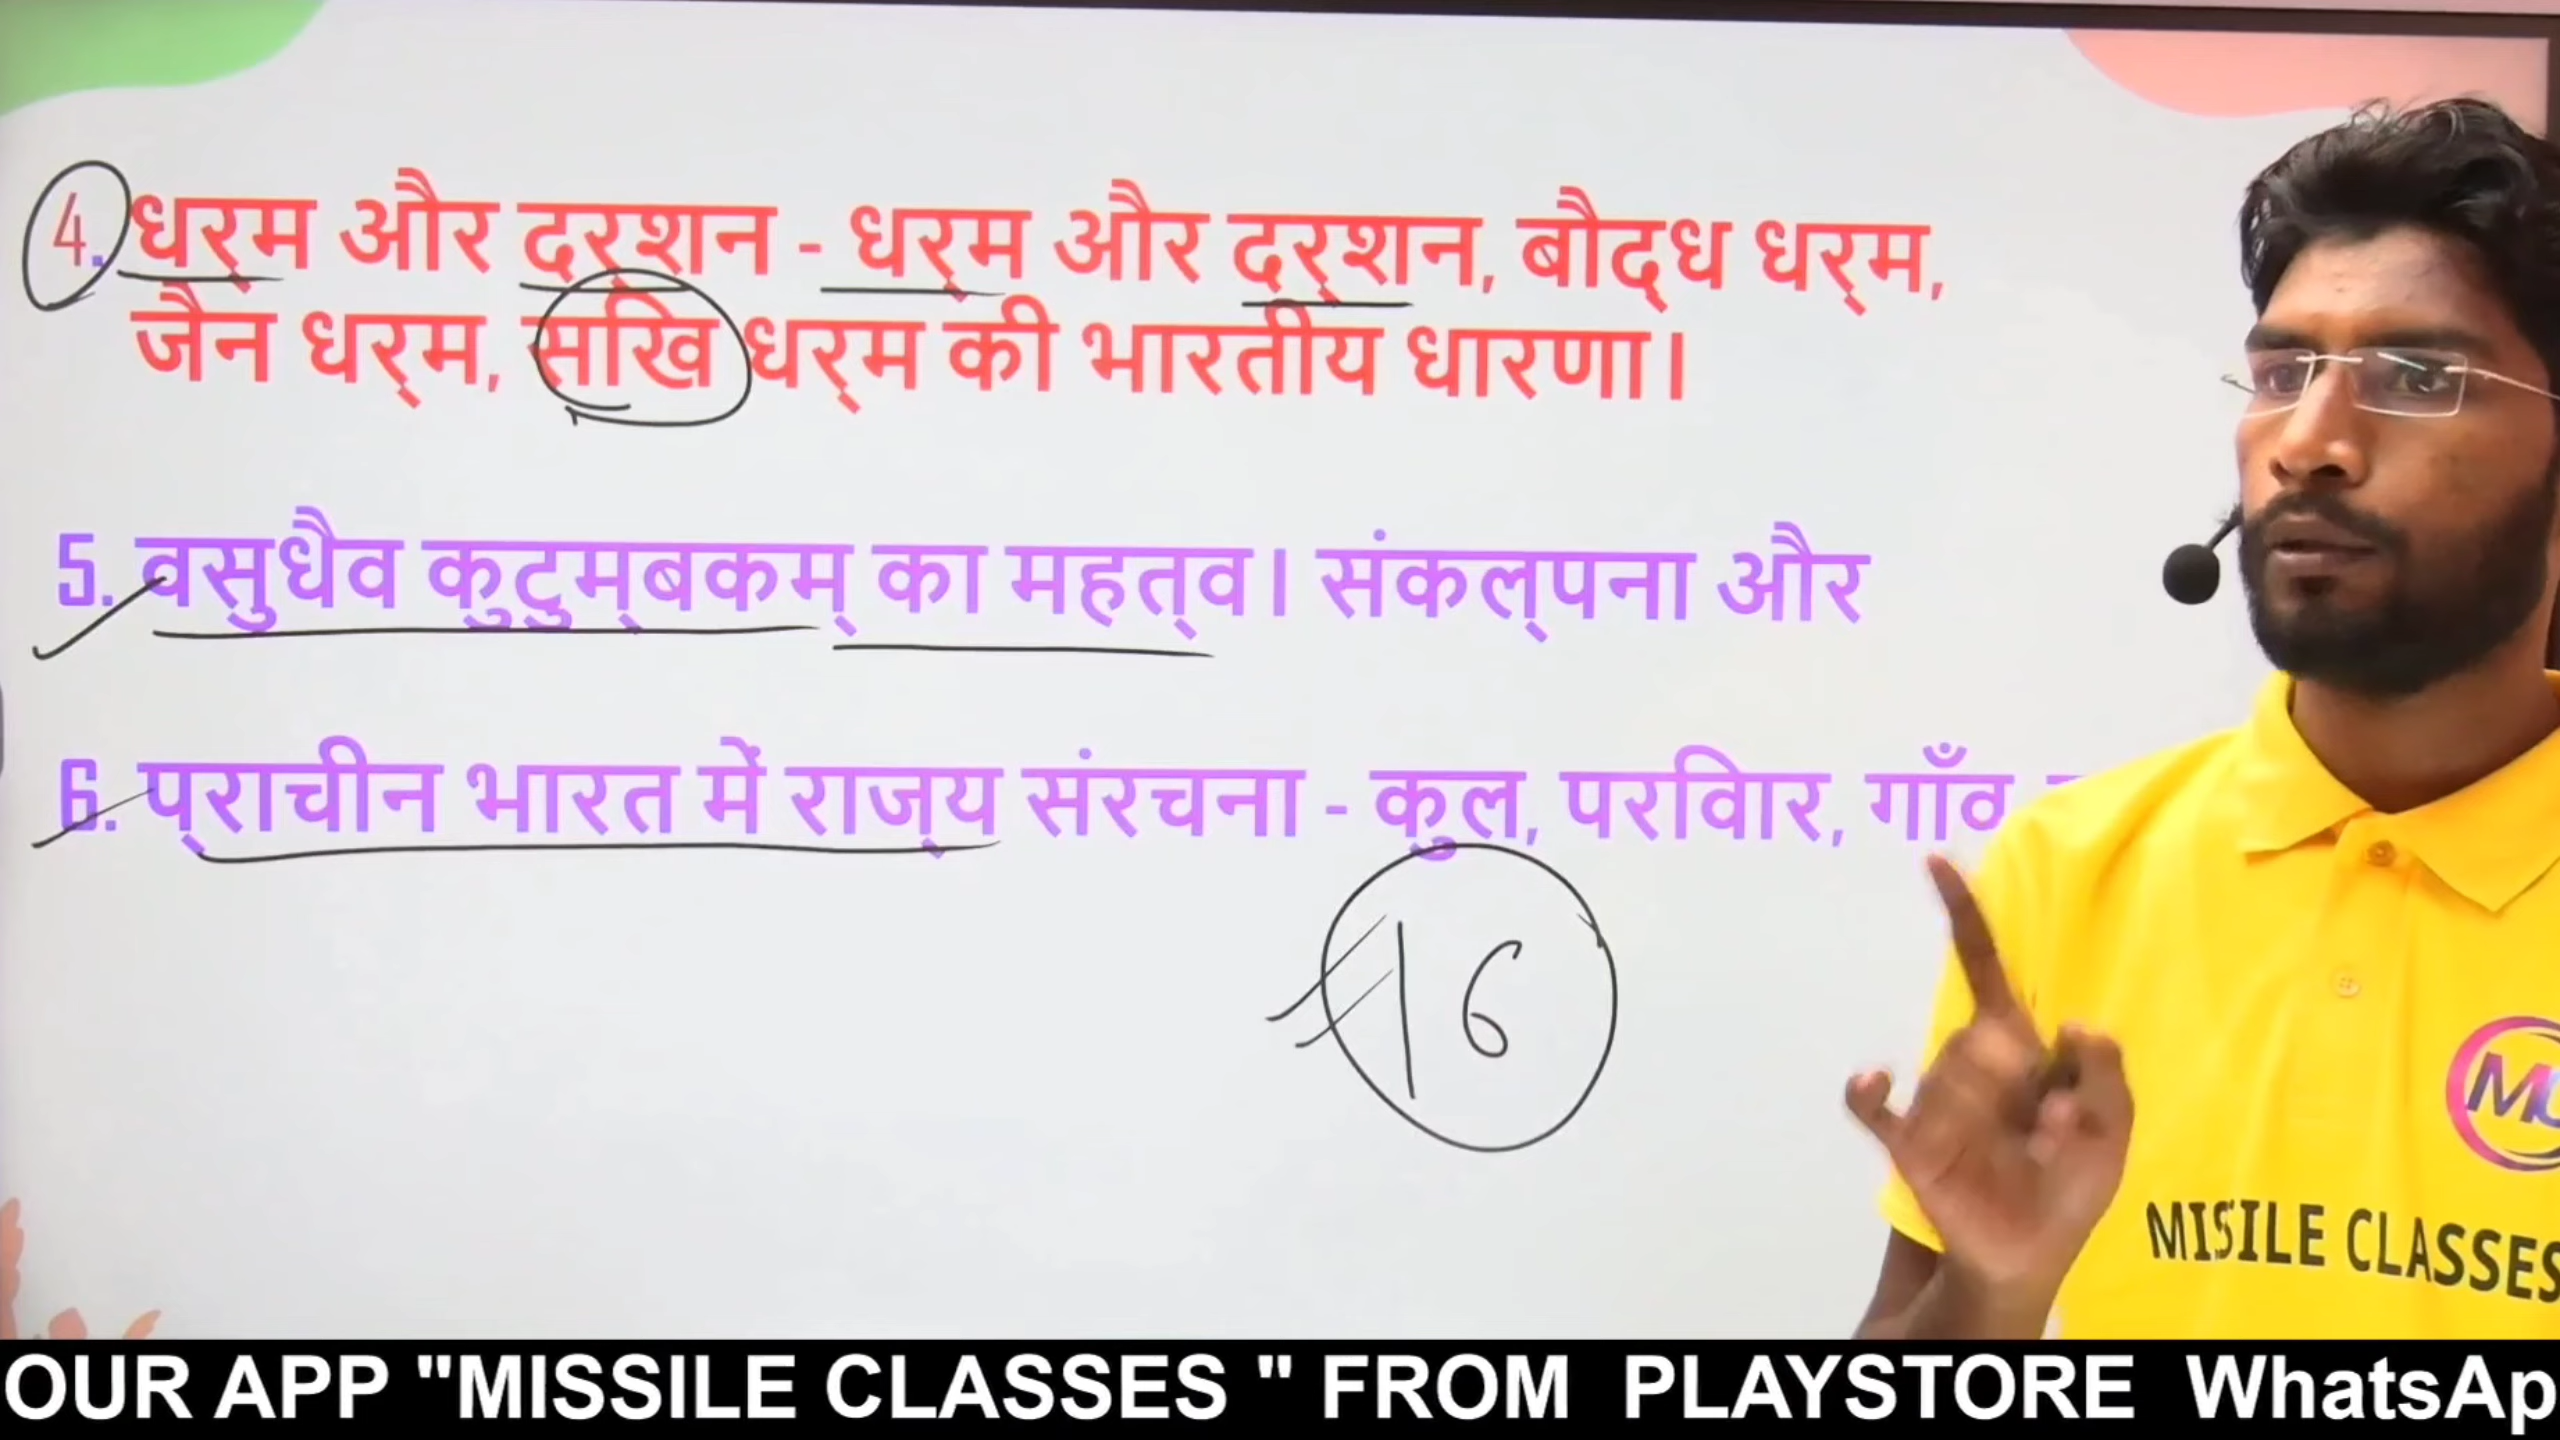 4. धर्म और दर्शन - धर्म और दर्शन, बौद्ध धर्म,
जैन धर्म, सिख धर्म की भारतीय धारणा।
5. वसुधैव कुटुम्बकम् का महत्व। संकल्पना और
6. प्राचीन भारत में राज्य संरचना - कुल, परिवार, गाँव
16
MISSILE CLASSES
OUR APP "MISSILE CLASSES " FROM PLAYSTORE WhatsAp